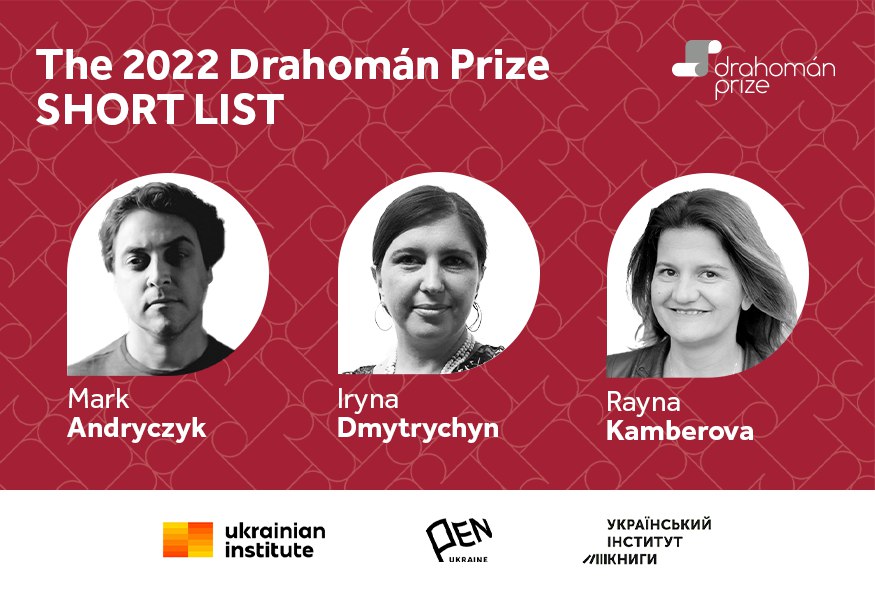 The 2022 Drahomán Prize
SHORT LIST
drahomán
prize
Mark
Andryczyk
Iryna
Dmytrychyn
Rayna
Kamberova
ukrainian
institute
PEN
UKRAINE
УКРАЇНСЬКИЙ
ІНСТИТУТ
КНИГИ